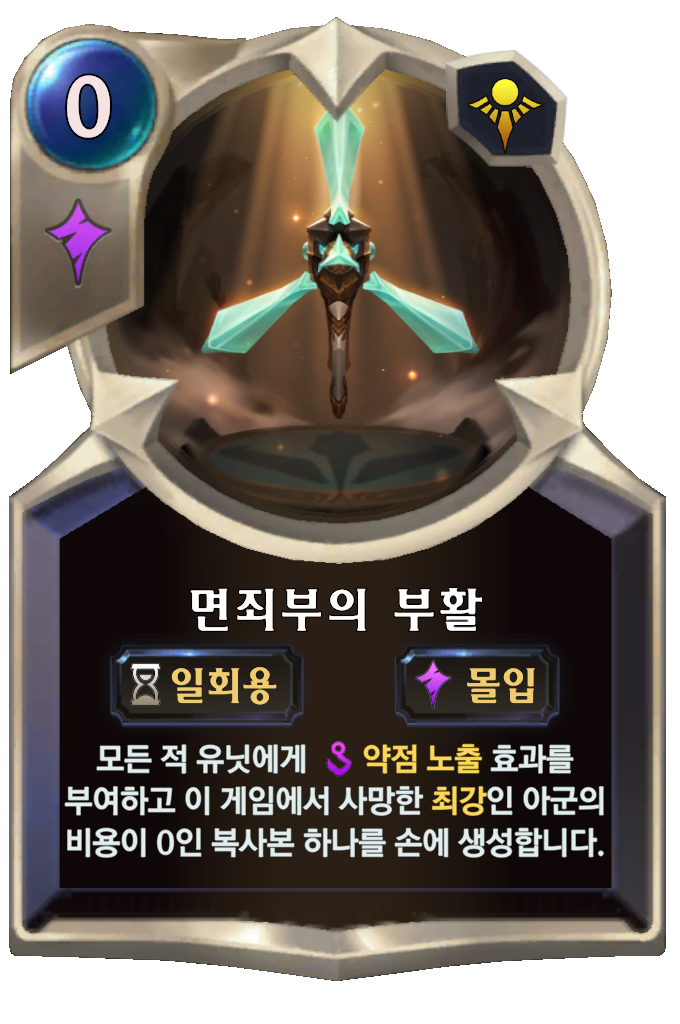 0
면죄부의 부활
일회용
몰입
모든 적 유닛에게 약점 노출 효과를
부여하고 이 게임에서 사망한 최강인 아군의
비용이 0인 복사본 하나를 손에 생성합니다.